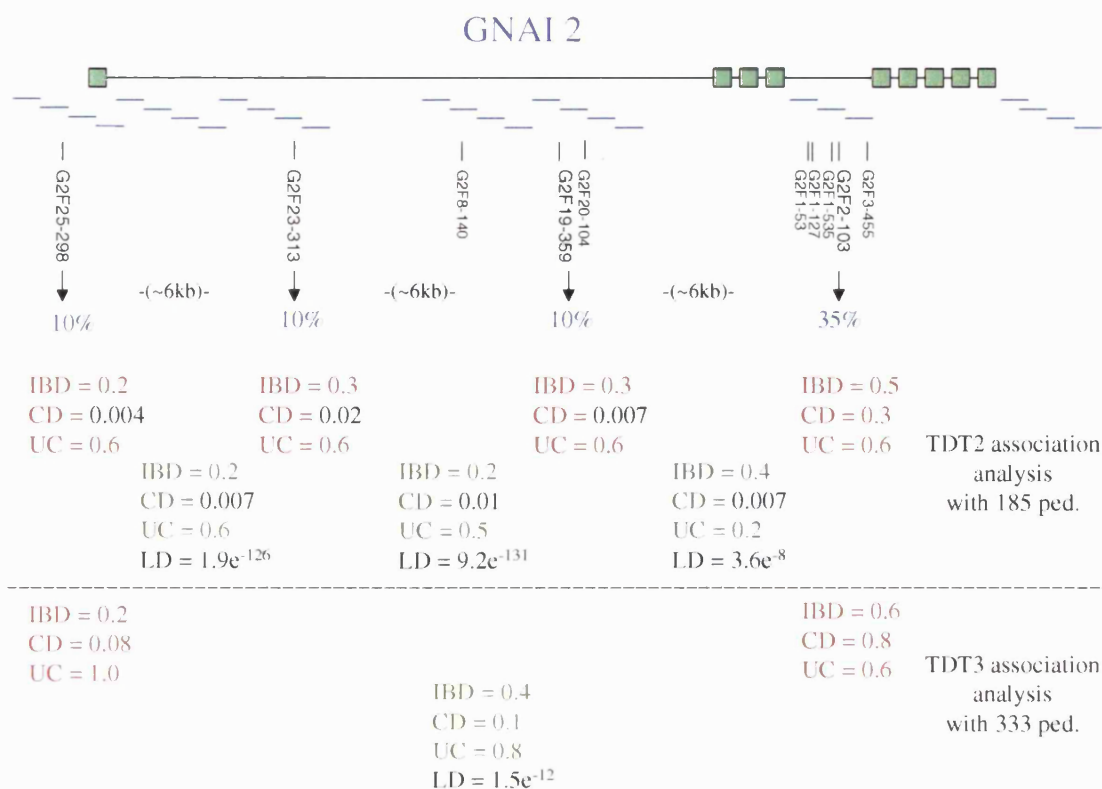 GNAI 2
G2F25-298
G2F23-313
G2F8-140
G2F19-359
G2F20-104
G2F1-53
G2F1-127
G2F1-535
G2F2-103
G2F3-455
-(~6kb)-
-(~6kb)-
-(~6kb)-
10%
10%
10%
35%
IBD = 0.2
CD = 0.004
UC = 0.6
IBD = 0.3
CD = 0.02
UC = 0.6
IBD = 0.3
CD = 0.007
UC = 0.6
IBD = 0.5
CD = 0.3
UC = 0.6
TDT2 association
analysis
with 185 ped.
IBD = 0.2
CD = 0.007
UC = 0.6
LD = 1.9e-126
IBD = 0.2
CD = 0.01
UC = 0.5
LD = 9.2e-131
IBD = 0.4
CD = 0.007
UC = 0.2
LD = 3.6e-8
IBD = 0.2
CD = 0.08
UC = 1.0
IBD = 0.6
CD = 0.8
UC = 0.6
TDT3 association
analysis
with 333 ped.
IBD = 0.4
CD = 0.1
UC = 0.8
LD = 1.5e-12